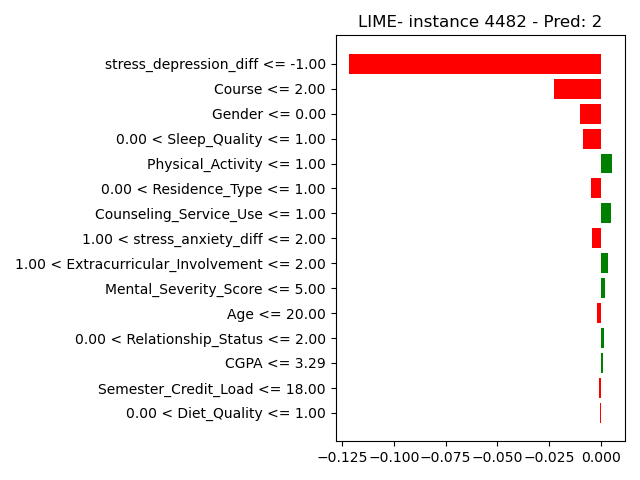 LIME- instance 4482 - Pred: 2
stress_depression_diff <= -1.00
Course <= 2.00
Gender <= 0.00
0.00 < Sleep_Quality <= 1.00
Physical_Activity <= 1.00
0.00 < Residence_Type <= 1.00
Counseling_Service_Use <= 1.00
1.00 < stress_anxiety_diff <= 2.00
1.00 < Extracurricular_Involvement <= 2.00
Mental_Severity_Score <= 5.00
Age <= 20.00
0.00 < Relationship_Status <= 2.00
CGPA <= 3.29
Semester_Credit_Load <= 18.00
0.00 < Diet_Quality <= 1.00
−0.125 −0.100 −0.075 −0.050 −0.025 0.000